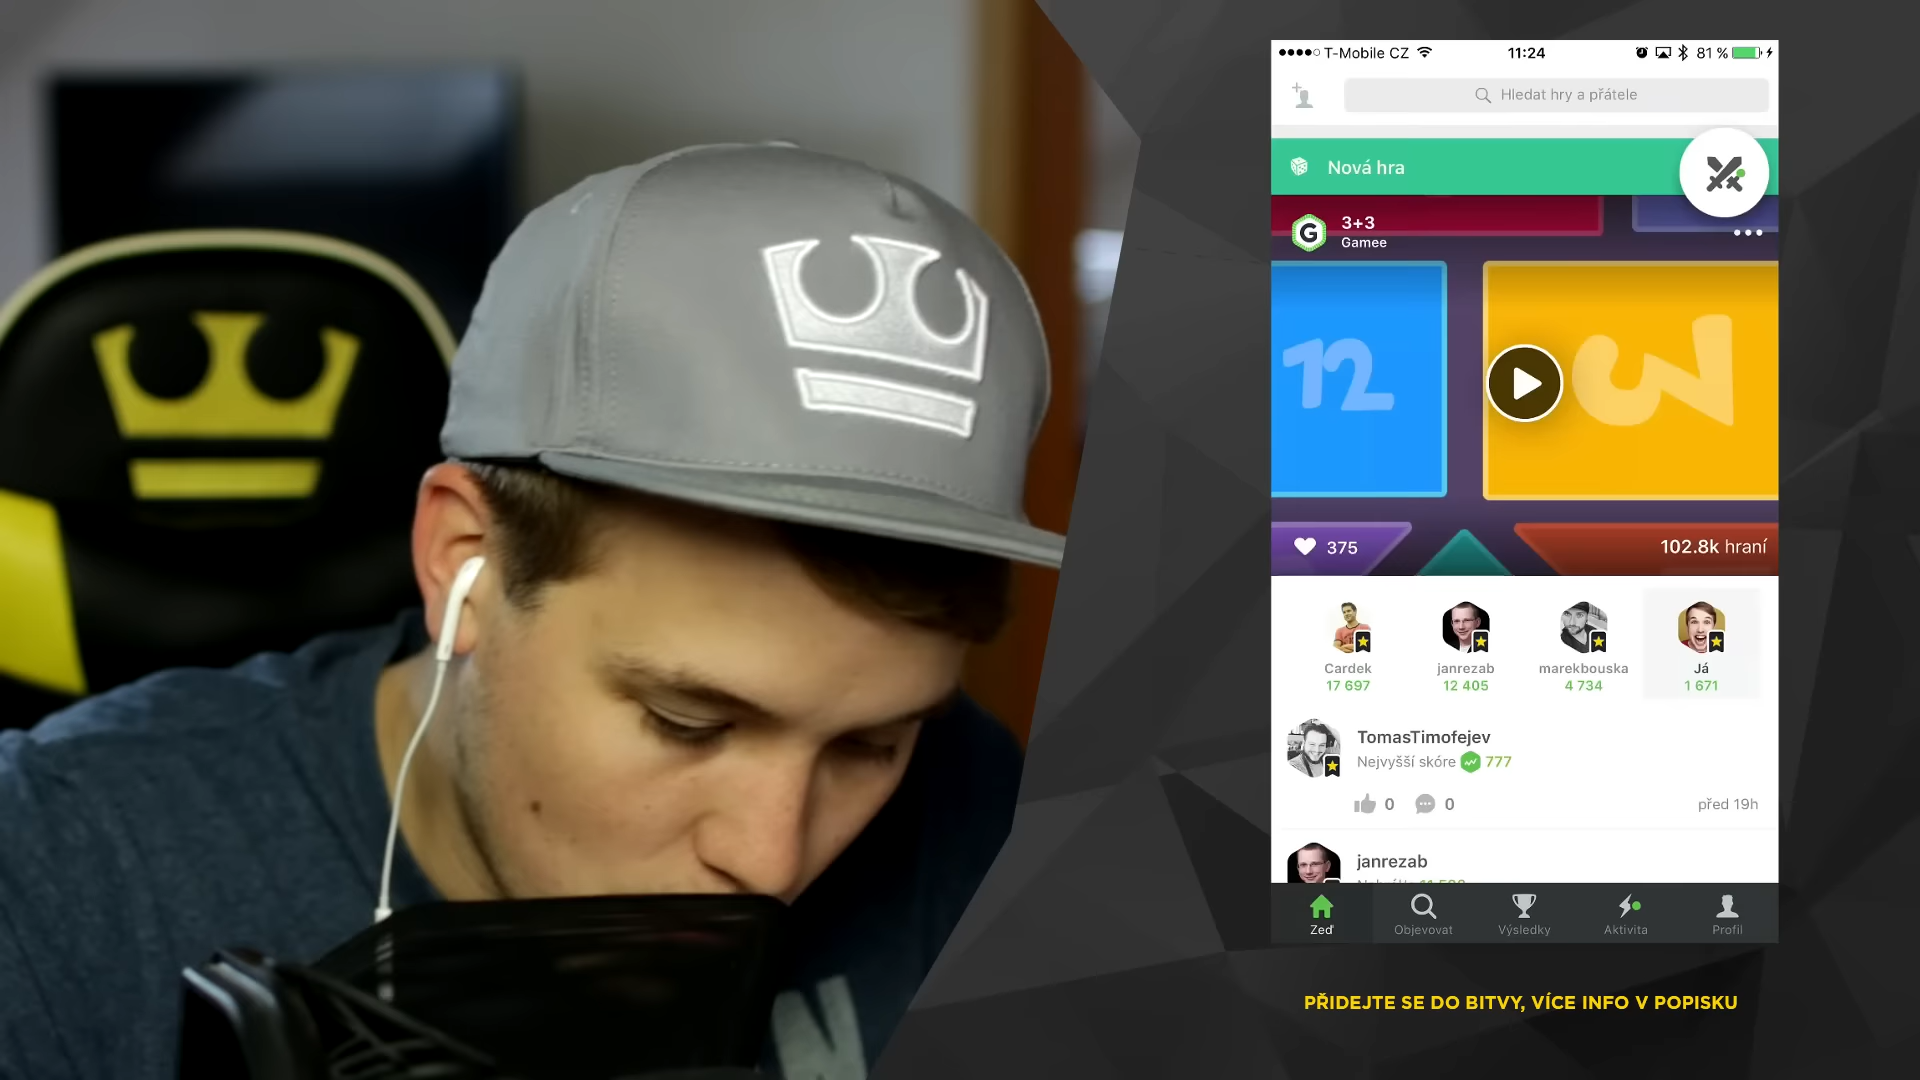 T-Mobile CZ
11:24
81 %
Hledat hry a přátele
Nová hra
G
3+3
Gamee
12
3
375
102.8k hraní
Cardek
17 697
janrezab
12 405
marekbouska
4 734
Já
1 671
TomasTimofejev
Nejvyšší skóre 777
0 0
před 19h
janrezab
Zeď
Objevovat
Výsledky
Aktivita
Profil
PŘIDEJTE SE DO BITVY, VÍCE INFO V POPISKU